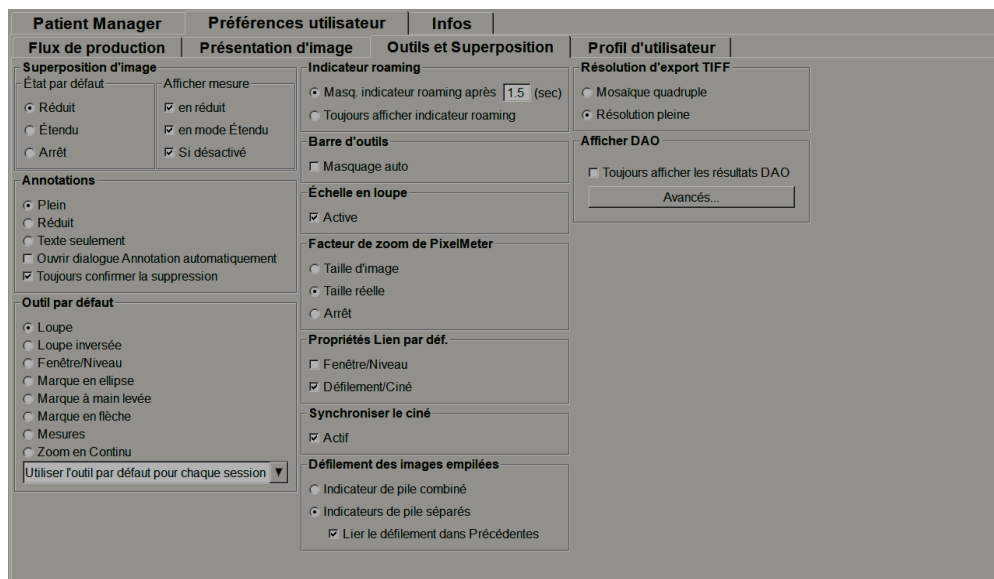 Patient Manager
Préférences utilisateur
Infos
Flux de production
Présentation d'image
Outils et Superposition
Profil d'utilisateur
Superposition d'image
État par défaut
Réduit
Étendu
Arrêt
Afficher mesure
en réduit
en mode Étendu
Si désactivé
Annotations
Plein
Réduit
Texte seulement
Ouvrir dialogue Annotation automatiquement
Toujours confirmer la suppression
Outil par défaut
Loupe
Loupe inversée
Fenêtre/Niveau
Marque en ellipse
Marque à main levée
Marque en flèche
Mesures
Zoom en Continu
Utiliser l'outil par défaut pour chaque session
Indicateur roaming
Masq. indicateur roaming après 1.5 (sec)
Toujours afficher indicateur roaming
Barre d'outils
Masquage auto
Échelle en loupe
Active
Facteur de zoom de PixelMeter
Taille d'image
Taille réelle
Arrêt
Propriétés Lien par déf.
Fenêtre/Niveau
Défilement/Ciné
Synchroniser le ciné
Actif
Défilement des images empilées
Indicateur de pile combiné
Indicateurs de pile séparés
Lier le défilement dans Précédentes
Résolution d'export TIFF
Mosaïque quadruple
Résolution pleine
Afficher DAO
Toujours afficher les résultats DAO
Avancés...